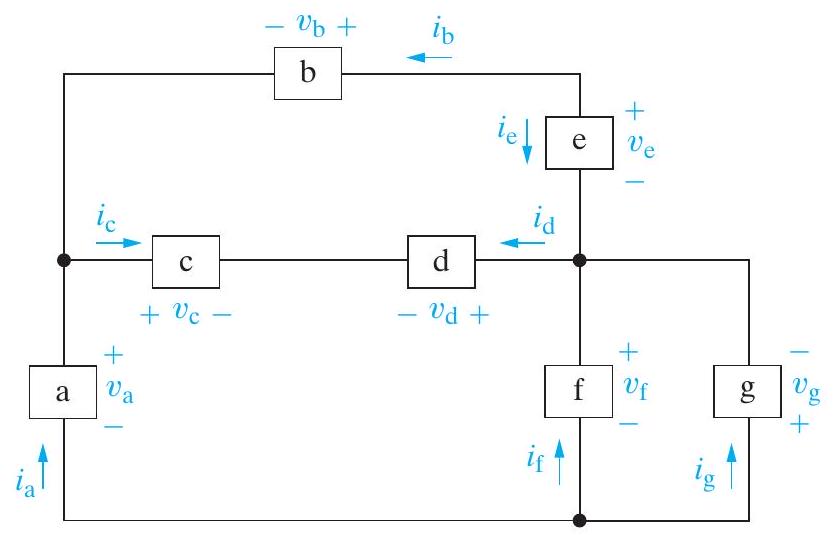 − v_b +
i_b
b
i_e
e
+
v_e
−
i_c
i_d
c
d
+ v_c −
− v_d +
a
+
v_a
−
f
+
v_f
−
g
−
v_g
+
i_a
i_f
i_g